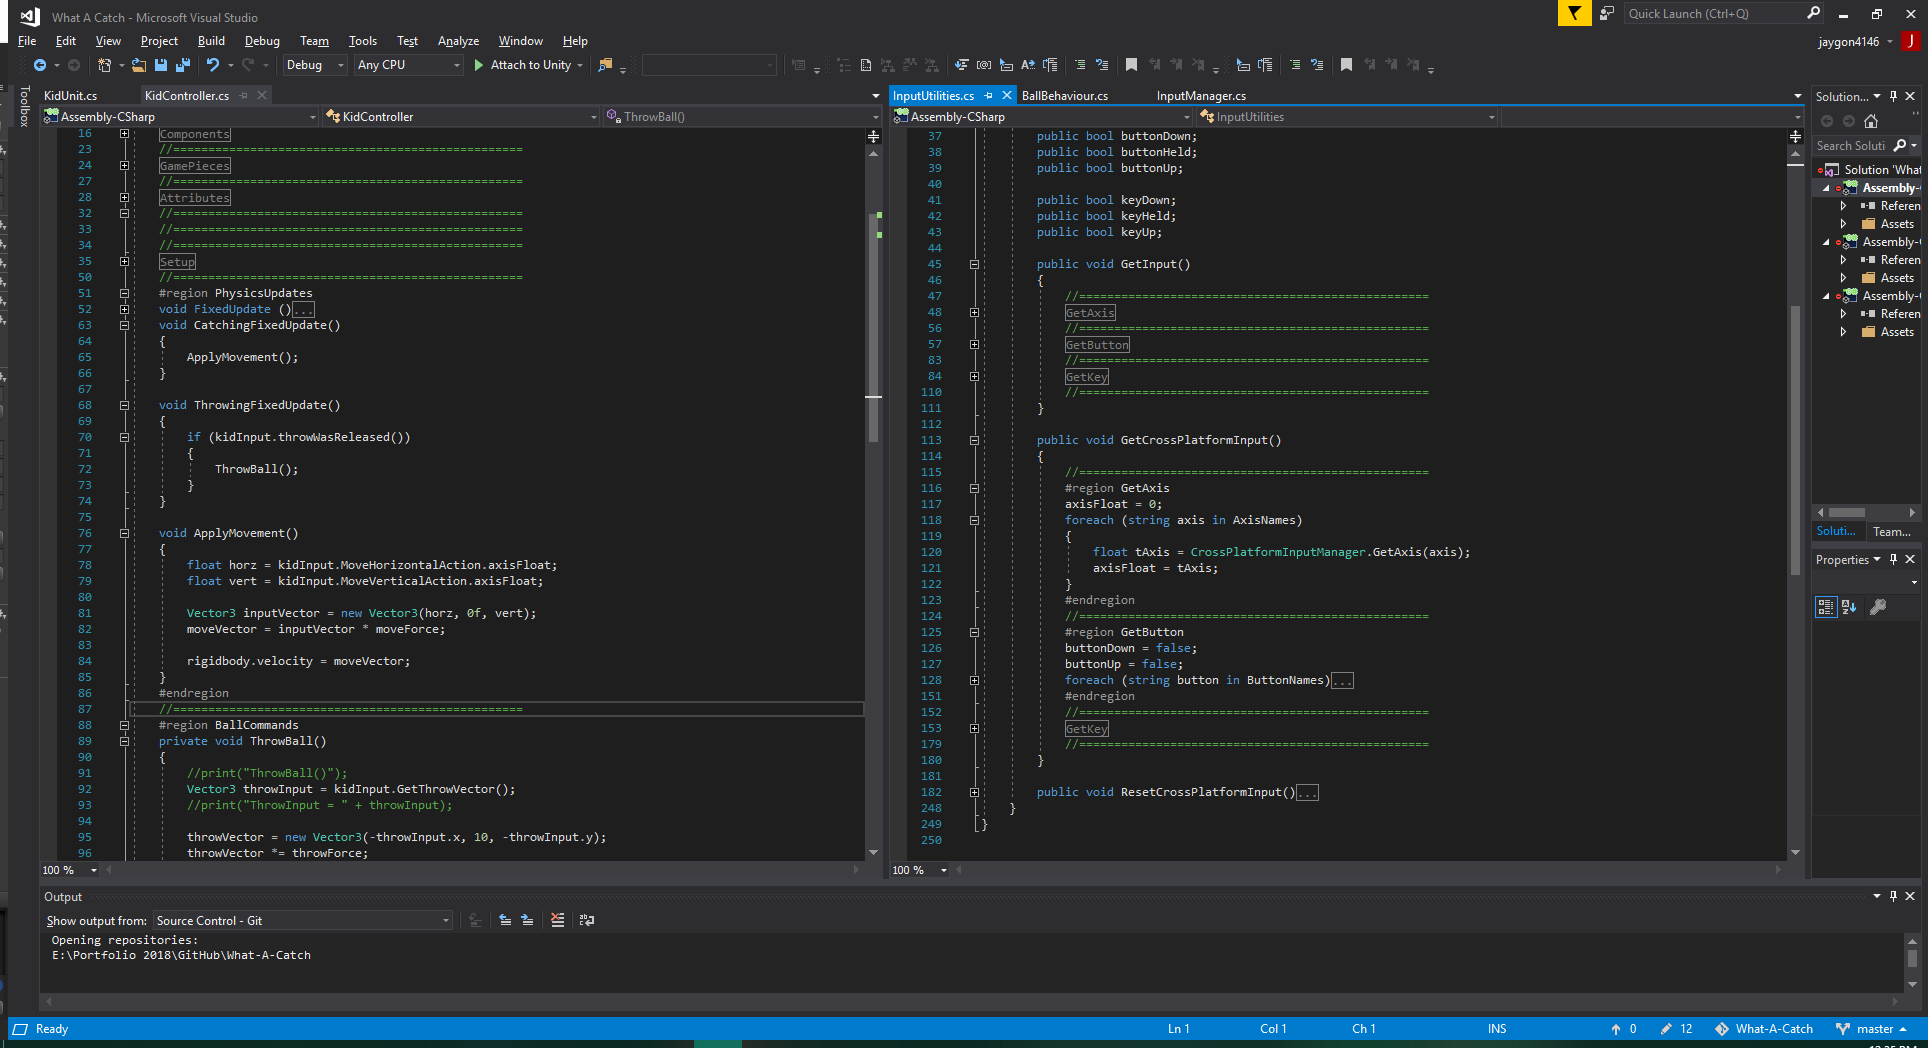 What A Catch - Microsoft Visual Studio
Quick Launch (Ctrl+Q)
File Edit View Project Build Debug Team Tools Test Analyze Window Help
jaygon4146 J
Debug Any CPU Attach to Unity
Toolbox
KidUnit.cs KidController.cs
Assembly-CSharp KidController ThrowBall()
16 Components
23 //==================================================
24 GamePieces
27 //==================================================
28 Attributes
32 //==================================================
33 //==================================================
34 //==================================================
35 Setup
50 //==================================================
51 #region PhysicsUpdates
52 void FixedUpdate ()...
63 void CatchingFixedUpdate()
64 {
65 ApplyMovement();
66 }
67
68 void ThrowingFixedUpdate()
69 {
70 if (kidInput.throwWasReleased())
71 {
72 ThrowBall();
73 }
74 }
75
76 void ApplyMovement()
77 {
78 float horz = kidInput.MoveHorizontalAction.axisFloat;
79 float vert = kidInput.MoveVerticalAction.axisFloat;
80
81 Vector3 inputVector = new Vector3(horz, 0f, vert);
82 moveVector = inputVector * moveForce;
83
84 rigidbody.velocity = moveVector;
85 }
86 #endregion
87 //==================================================
88 #region BallCommands
89 private void ThrowBall()
90 {
91 //print("ThrowBall()");
92 Vector3 throwInput = kidInput.GetThrowVector();
93 //print("ThrowInput = " + throwInput);
94
95 throwVector = new Vector3(-throwInput.x, 10, -throwInput.y);
96 throwVector *= throwForce;
100 %
InputUtilities.cs BallBehaviour.cs InputManager.cs
Assembly-CSharp InputUtilities
37 public bool buttonDown;
38 public bool buttonHeld;
39 public bool buttonUp;
40
41 public bool keyDown;
42 public bool keyHeld;
43 public bool keyUp;
44
45 public void GetInput()
46 {
47 //==================================================
48 GetAxis
56 //==================================================
57 GetButton
83 //==================================================
84 GetKey
110 //==================================================
111 }
112
113 public void GetCrossPlatformInput()
114 {
115 //==================================================
116 #region GetAxis
117 axisFloat = 0;
118 foreach (string axis in AxisNames)
119 {
120 float tAxis = CrossPlatformInputManager.GetAxis(axis);
121 axisFloat = tAxis;
122 }
123 #endregion
124 //==================================================
125 #region GetButton
126 buttonDown = false;
127 buttonUp = false;
128 foreach (string button in ButtonNames)...
151 #endregion
152 //==================================================
153 GetKey
179 //==================================================
180 }
181
182 public void ResetCrossPlatformInput()...
248 }
249 }
250
100 %
Solution...
Search Soluti
Solution 'What
Assembly-
Referen
Assets
Assembly-
Referen
Assets
Assembly-
Referen
Assets
Soluti... Team...
Properties
Output
Show output from: Source Control - Git
Opening repositories:
E:\Portfolio 2018\GitHub\What-A-Catch
Ready Ln 1 Col 1 Ch 1 INS 0 12 What-A-Catch master